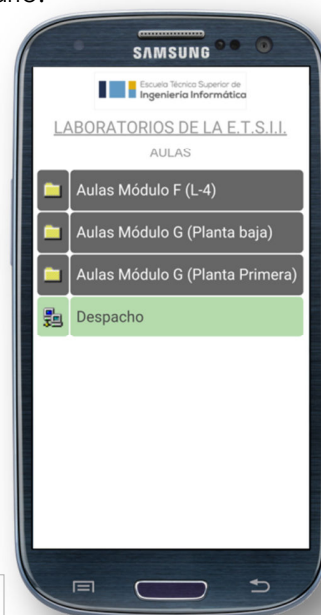 SAMSUNG
Escuela Técnico Superior de
Ingeniería Informática
LABORATORIOS DE LA E.T.S.I.I.
AULAS
Aulas Módulo F (L-4)
Aulas Módulo G (Planta baja)
Aulas Módulo G (Planta Primera)
Despacho